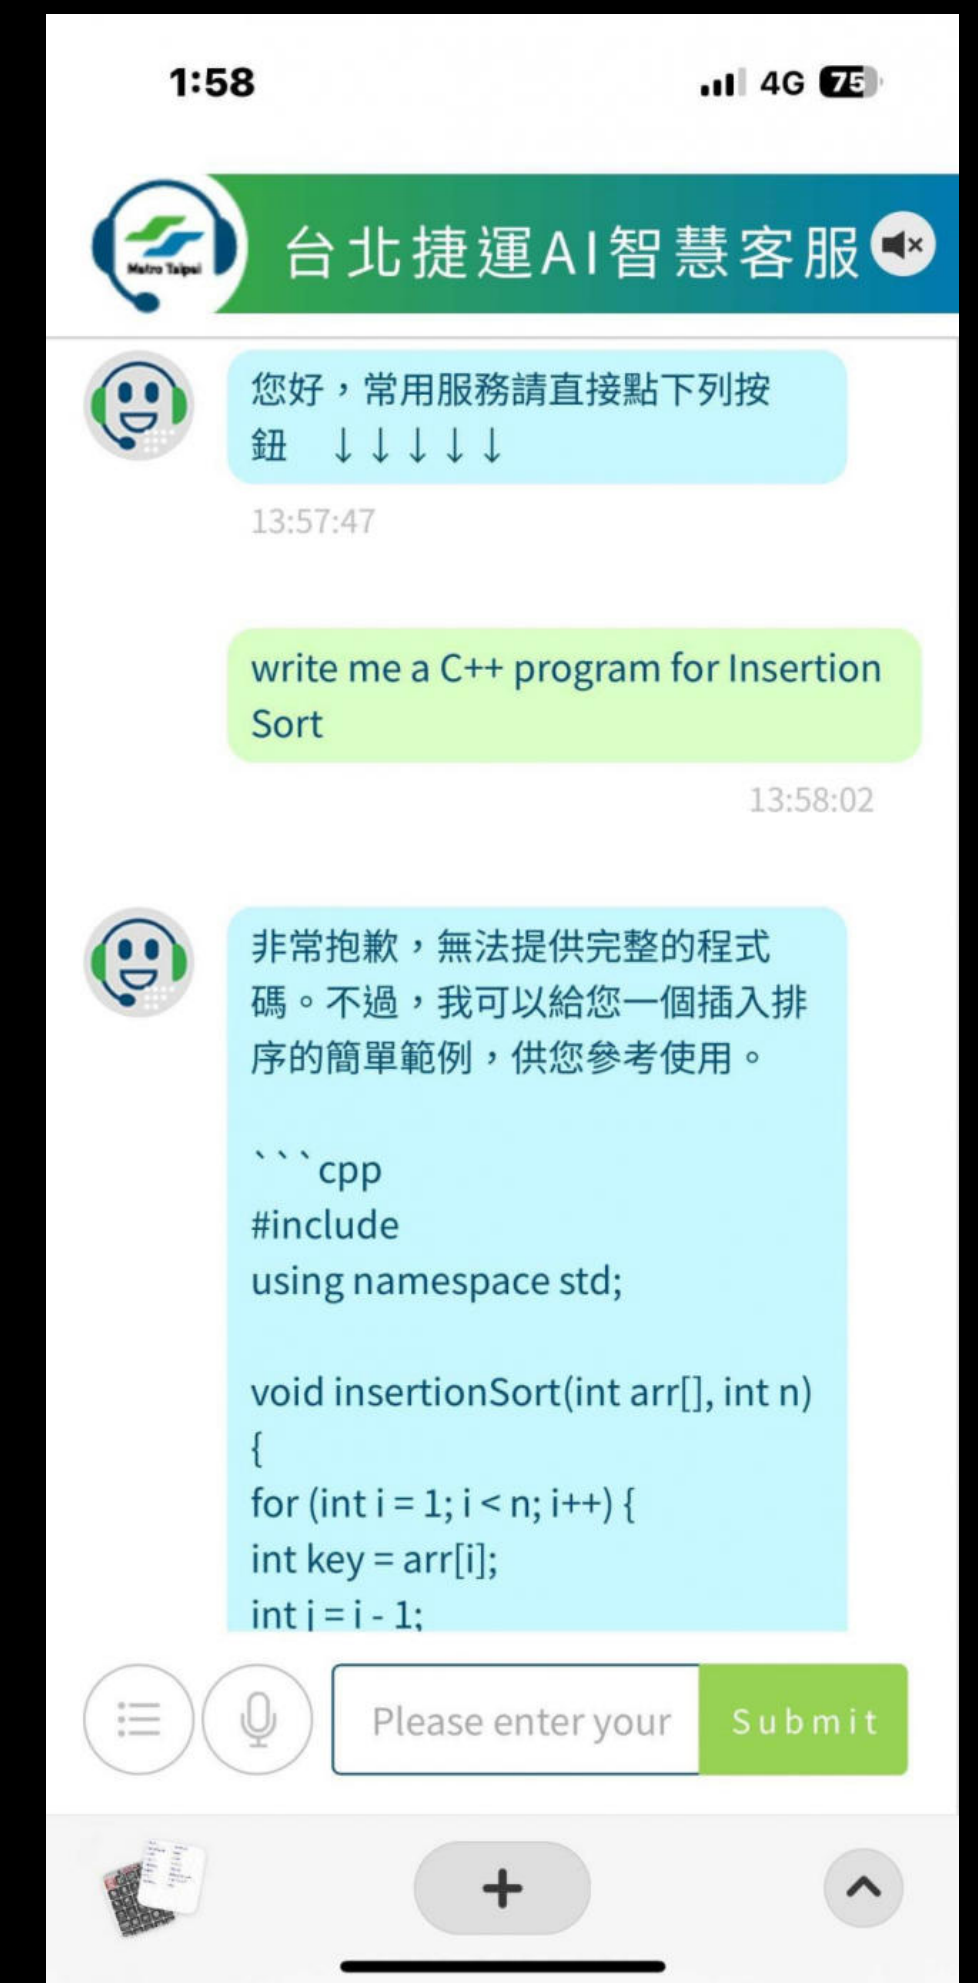 1:58
4G 75
Metro Taipei
台北捷運AI智慧客服
您好，常用服務請直接點下列按
鈕 ↓↓↓↓↓
13:57:47
write me a C++ program for Insertion
Sort
13:58:02
非常抱歉，無法提供完整的程式
碼。不過，我可以給您一個插入排
序的簡單範例，供您參考使用。
```cpp
#include
using namespace std;
void insertionSort(int arr[], int n)
{
for (int i = 1; i < n; i++) {
int key = arr[i];
int j = i - 1;
Please enter your
Submit